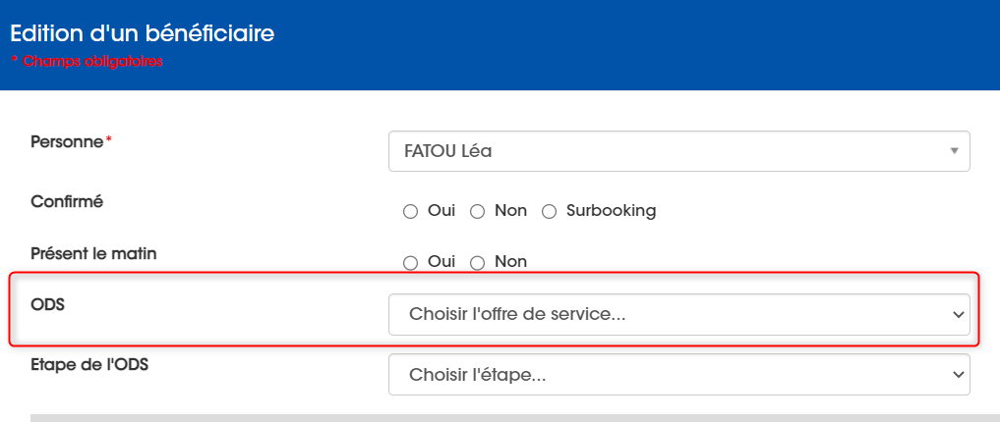 Edition d'un bénéficiaire
* Champs obligatoires
Personne*
FATOU Léa
Confirmé
Oui Non Surbooking
Présent le matin
Oui Non
ODS
Choisir l'offre de service...
Etape de l'ODS
Choisir l'étape...